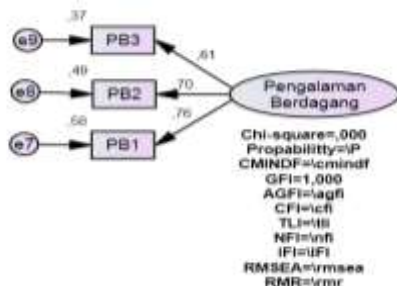 ,37
e9
PB3
,61
,49
e8
PB2
,70
,58
e7
PB1
,76
Pengalaman
Berdagang
Chi-square=,000
Propabilitty=\P
CMINDF=\cmindf
GFI=1,000
AGFI=\agfi
CFI=\cfi
TLI=\tli
NFI=\nfi
IFI=\IFI
RMSEA=\rmsea
RMR=\rmr